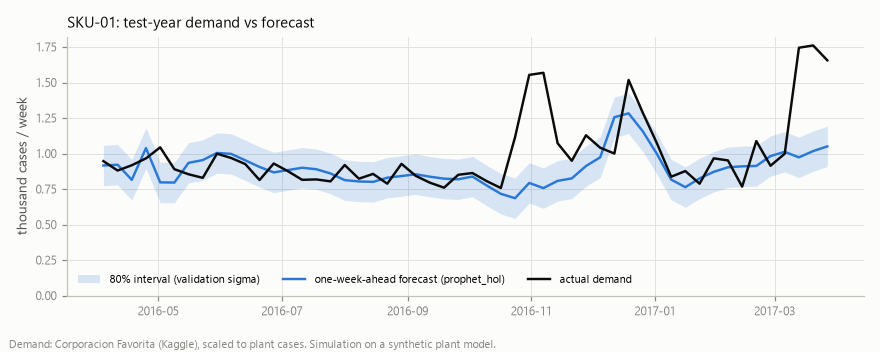 SKU-01: test-year demand vs forecast
thousand cases / week
1.75
1.50
1.25
1.00
0.75
0.50
0.25
0.00
80% interval (validation sigma)
one-week-ahead forecast (prophet_hol)
actual demand
2016-05
2016-07
2016-09
2016-11
2017-01
2017-03
Demand: Corporacion Favorita (Kaggle), scaled to plant cases. Simulation on a synthetic plant model.